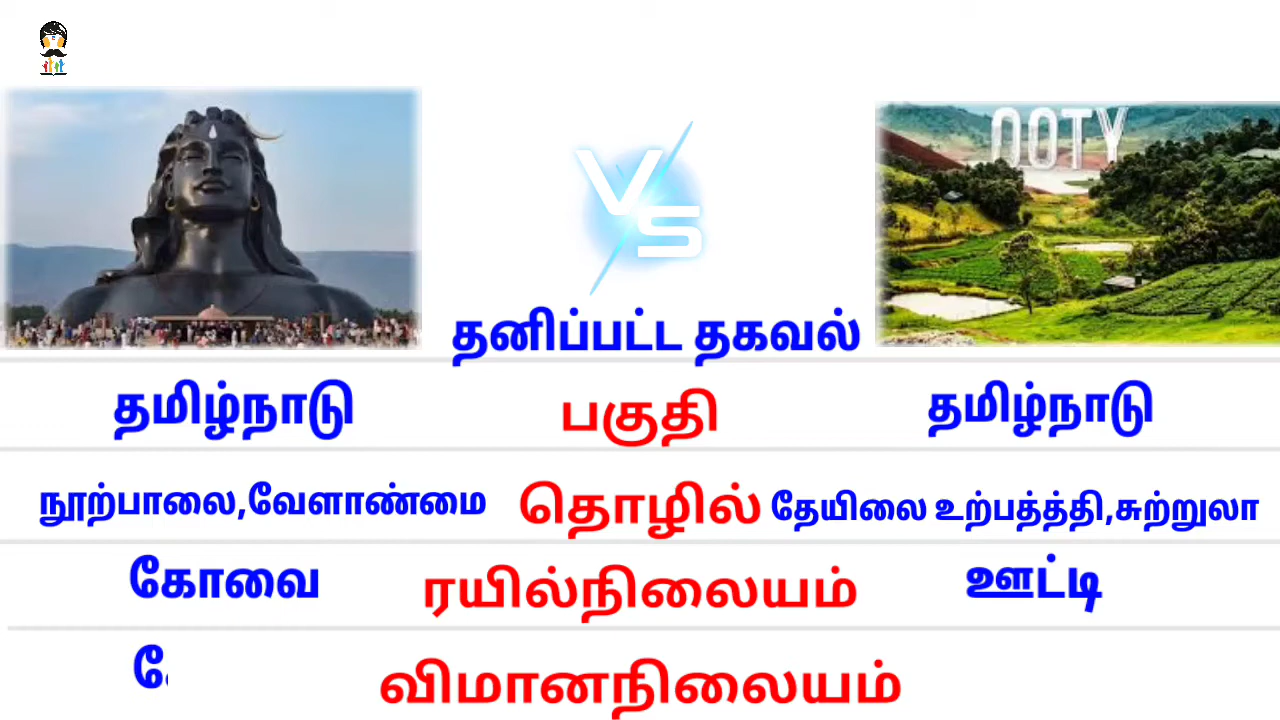 OOTY
VS
தனிப்பட்ட தகவல்
தமிழ்நாடு பகுதி தமிழ்நாடு
நூற்பாலை,வேளாண்மை தொழில் தேயிலை உற்பத்த்தி,சுற்றுலா
கோவை ரயில்நிலையம் ஊட்டி
விமானநிலையம்